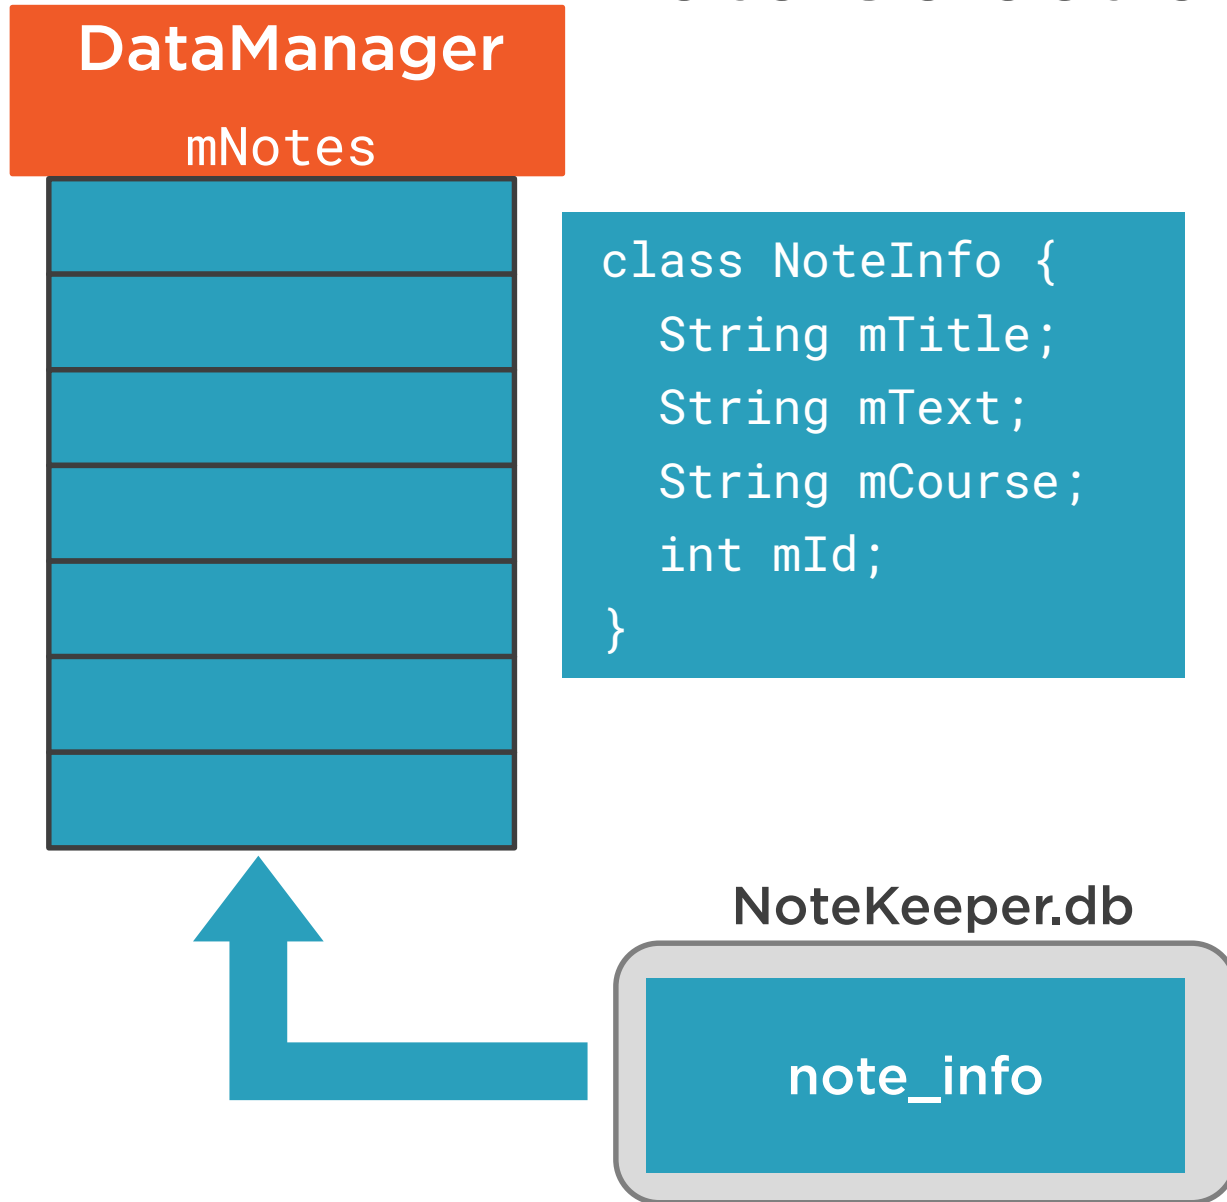 DataManager
mNotes
class NoteInfo {
String mTitle;
String mText;
String mCourse;
int mId;
}
NoteKeeper.db
note_info